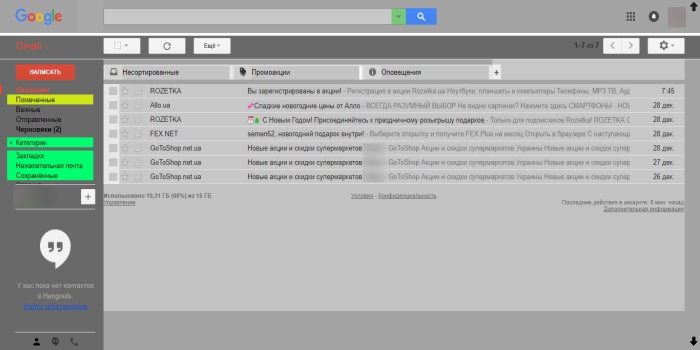 Google
Gmail
Ещё
1–7 из 7
НАПИСАТЬ
Несортированные
Промоакции
Оповещения
+
Помеченные
Важные
Отправленные
Черновики (2)
Категории
Закладки
Нежелательная почта
Сохранённые
ROZETKA Вы зарегистрированы в акции! - Регистрация в акции Rozetka.ua Ноутбуки, планшеты и компьютеры Телефоны, МР3 ТВ, Ауд 7:45
Allo.ua Сладкие новогодние цены от Алло - ВСЕГДА РАЗУМНЫЙ ВЫБОР Не видно картинок? Нажмите здесь СМАРТФОНЫ 28 дек.
ROZETKA С Новым Годом! Присоединяйтесь к праздничному розыгрышу подарков - Только для подписчиков Rozetka! ROZETKA С 28 дек.
FEX.NET semen62, новогодний подарок внутри! - Выберите открытку и получите FEX Plus на месяц Открыть в браузере С наступающ 28 дек.
GoToShop.net.ua Новые акции и скидки супермаркетов - GoToShop Акции и скидки супермаркетов Украины Новые акции и скидки супер 28 дек.
GoToShop.net.ua Новые акции и скидки супермаркетов - GoToShop Акции и скидки супермаркетов Украины Новые акции и скидки супер 27 дек.
GoToShop.net.ua Новые акции и скидки супермаркетов - GoToShop Акции и скидки супермаркетов Украины Новые акции и скидки супер 26 дек.
Использовано 10,31 ГБ (68%) из 15 ГБ
Управление
Условия - Конфиденциальность
Последние действия в аккаунте: 8 мин. назад
Дополнительная информация
+
У вас пока нет контактов
в Hangouts.
Найти собеседников